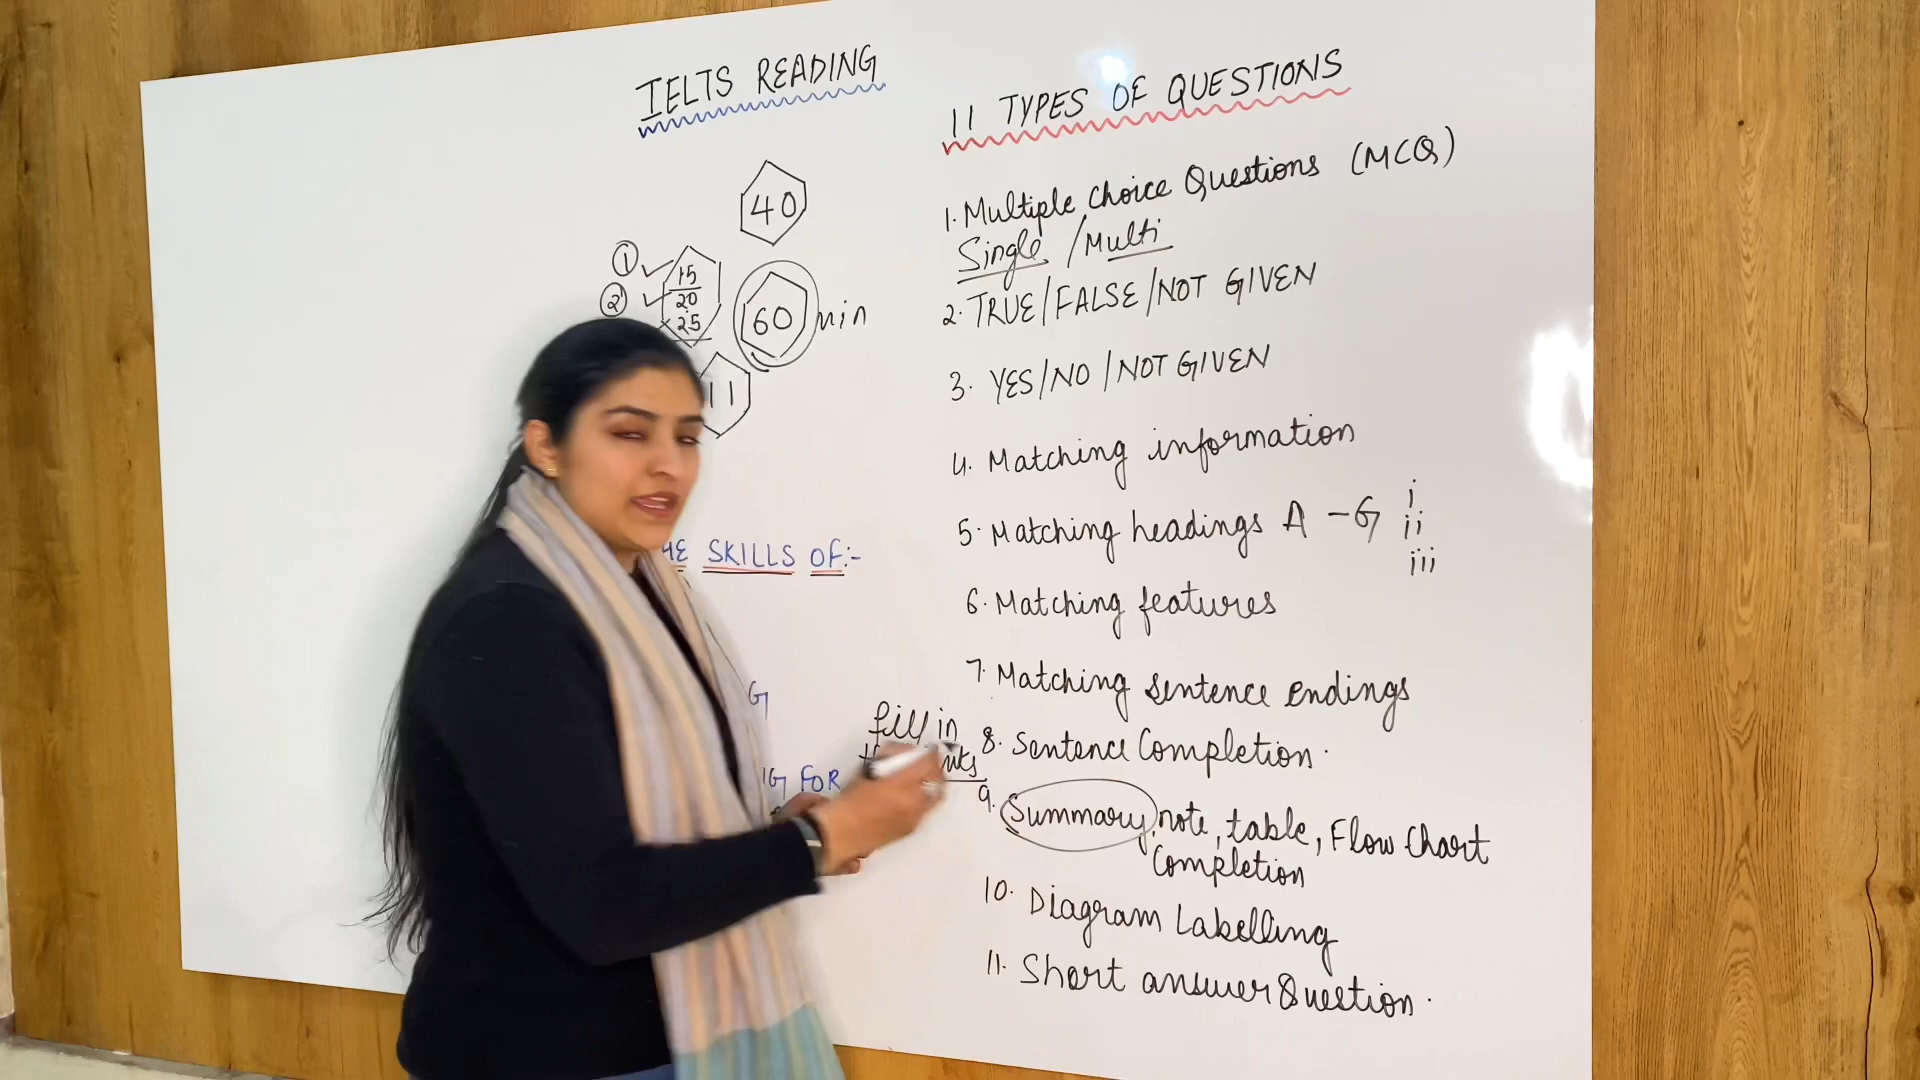 IELTS READING
40
1
15
2
20
×25
60 min
11
SKILLS OF:-
G
FOR
11 TYPES OF QUESTIONS
1. Multiple Choice Questions (MCQ)
Single / Multi
2. TRUE/FALSE/NOT GIVEN
3. YES/NO/NOT GIVEN
4. Matching information
5. Matching headings A - G
i
ii
iii
6. Matching features
7. Matching sentence endings
fill in
8. Sentence Completion.
9. Summary, note, table, Flow Chart
Completion
10. Diagram Labelling
11. Short answer Question.